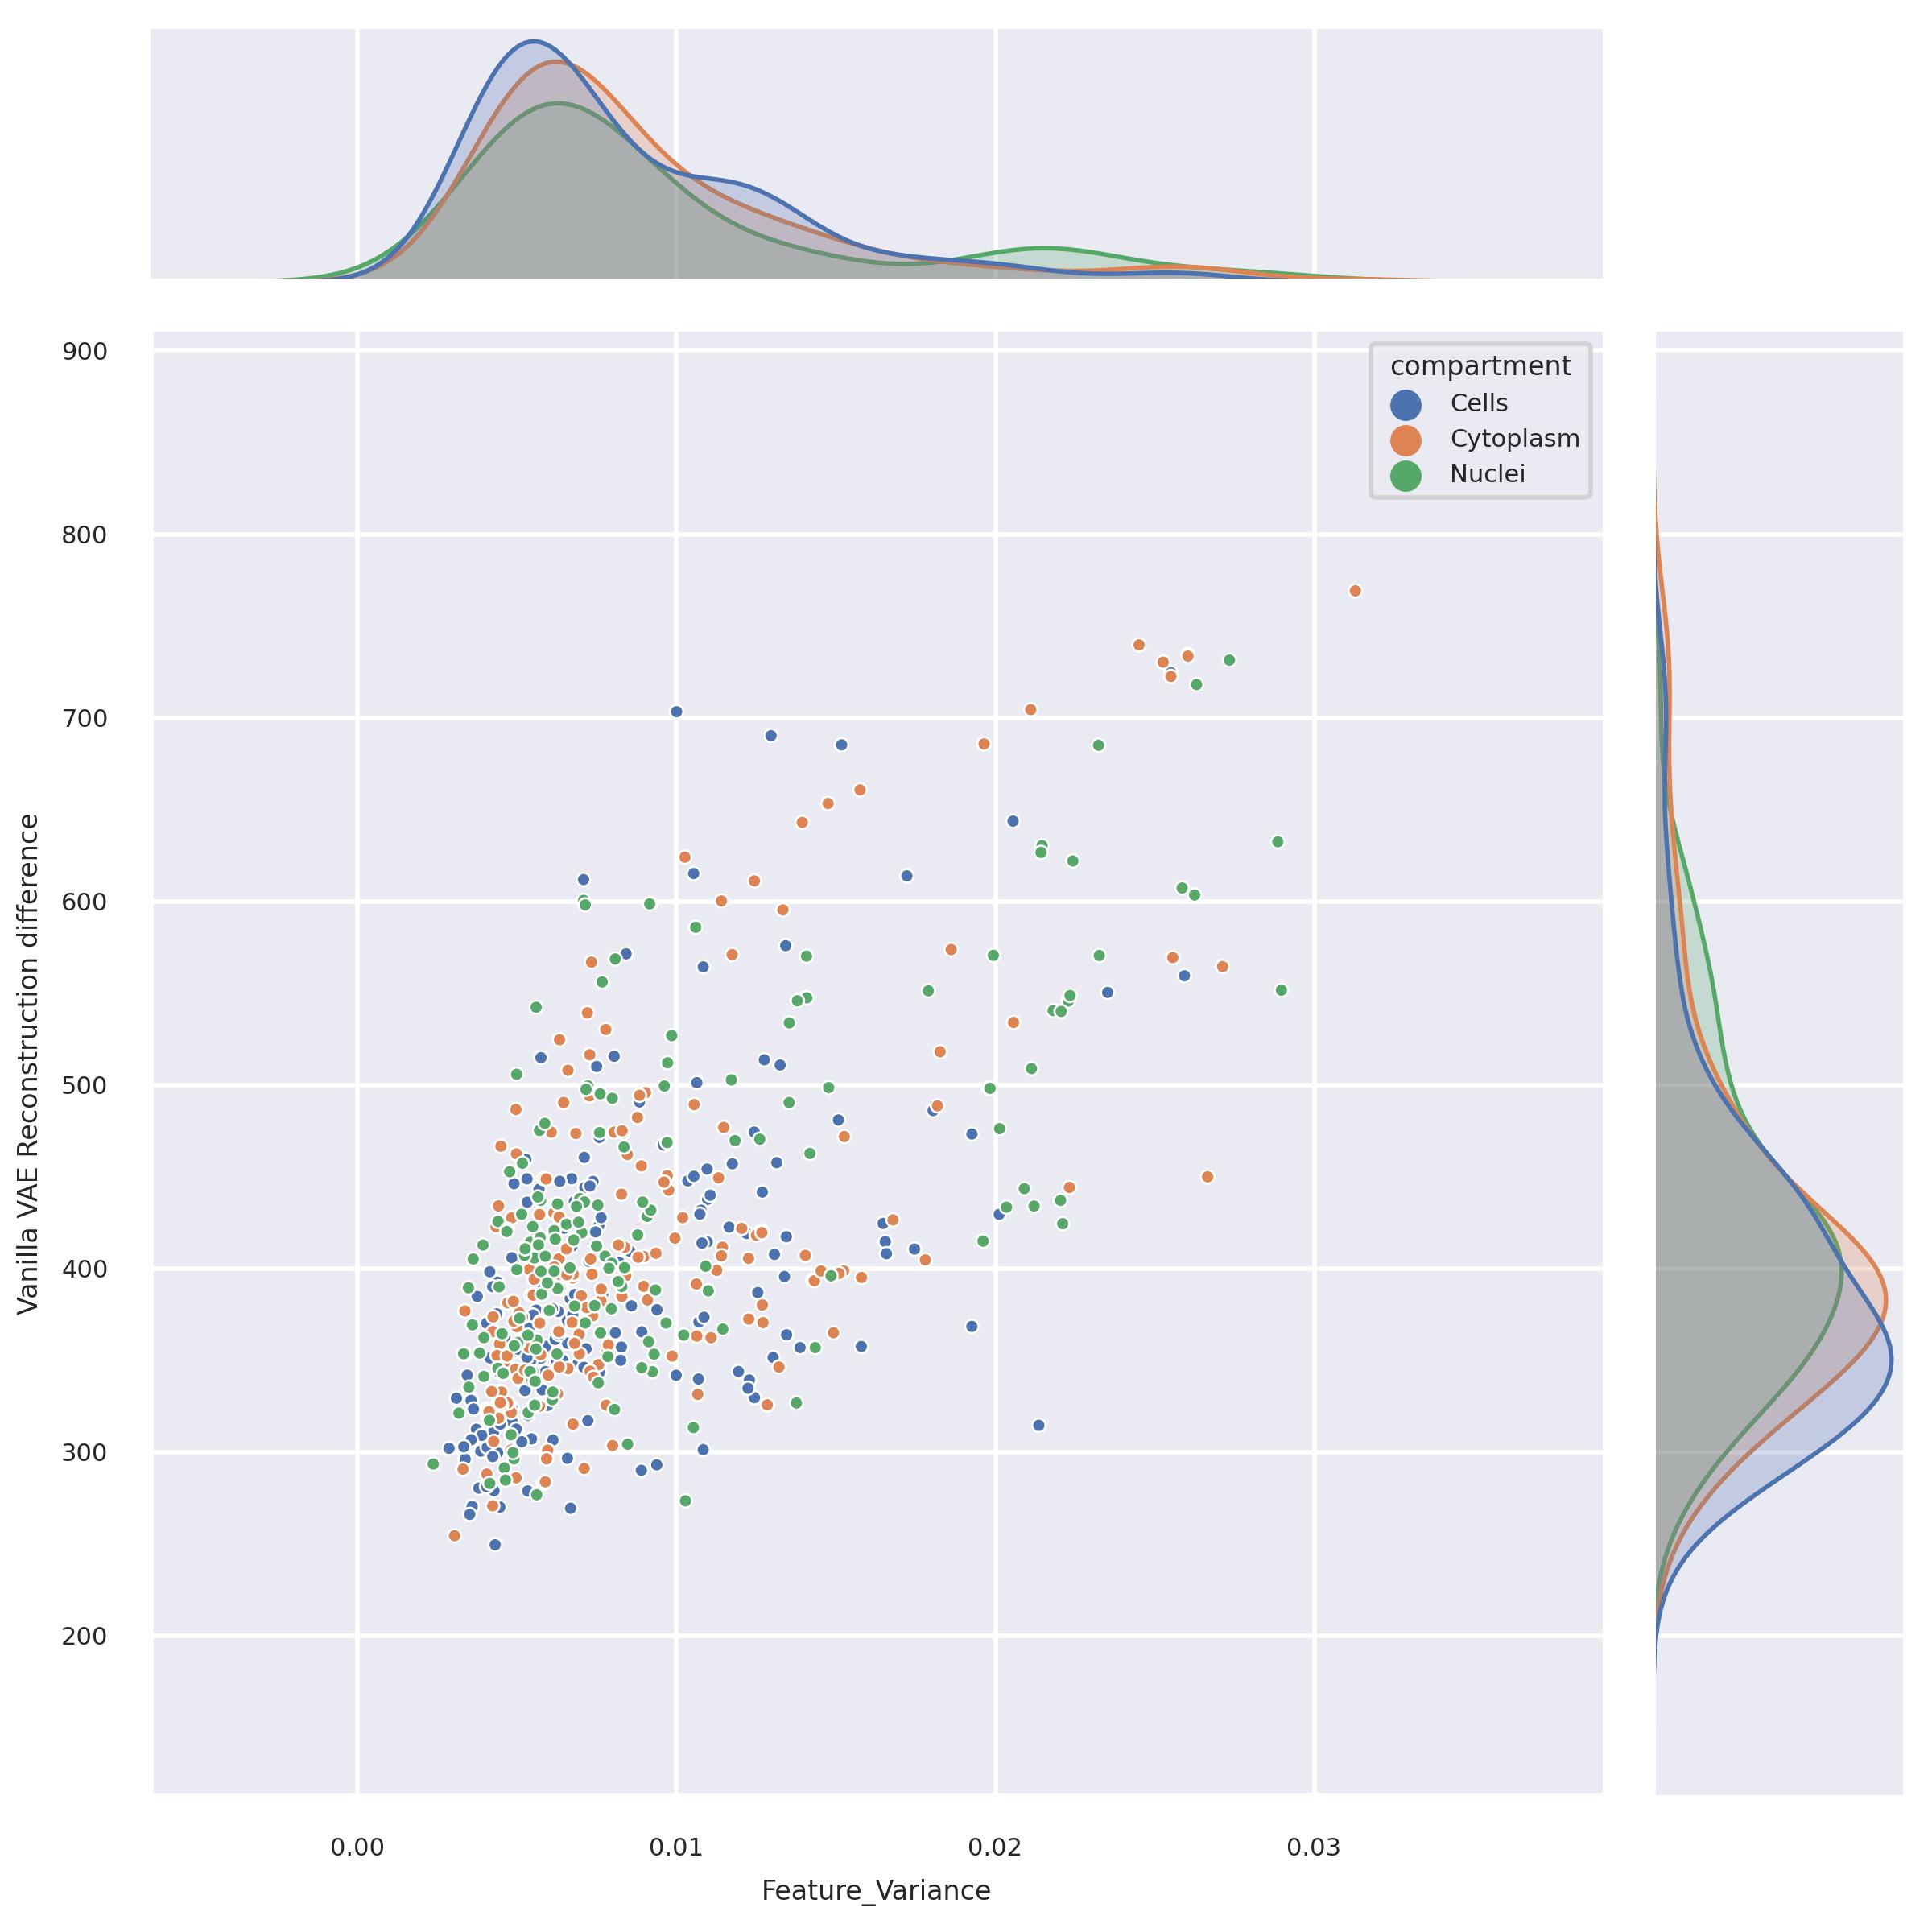 900
800
700
600
500
400
300
200
Vanilla VAE Reconstruction difference
compartment
Cells
Cytoplasm
Nuclei
0.00 0.01 0.02 0.03
Feature_Variance